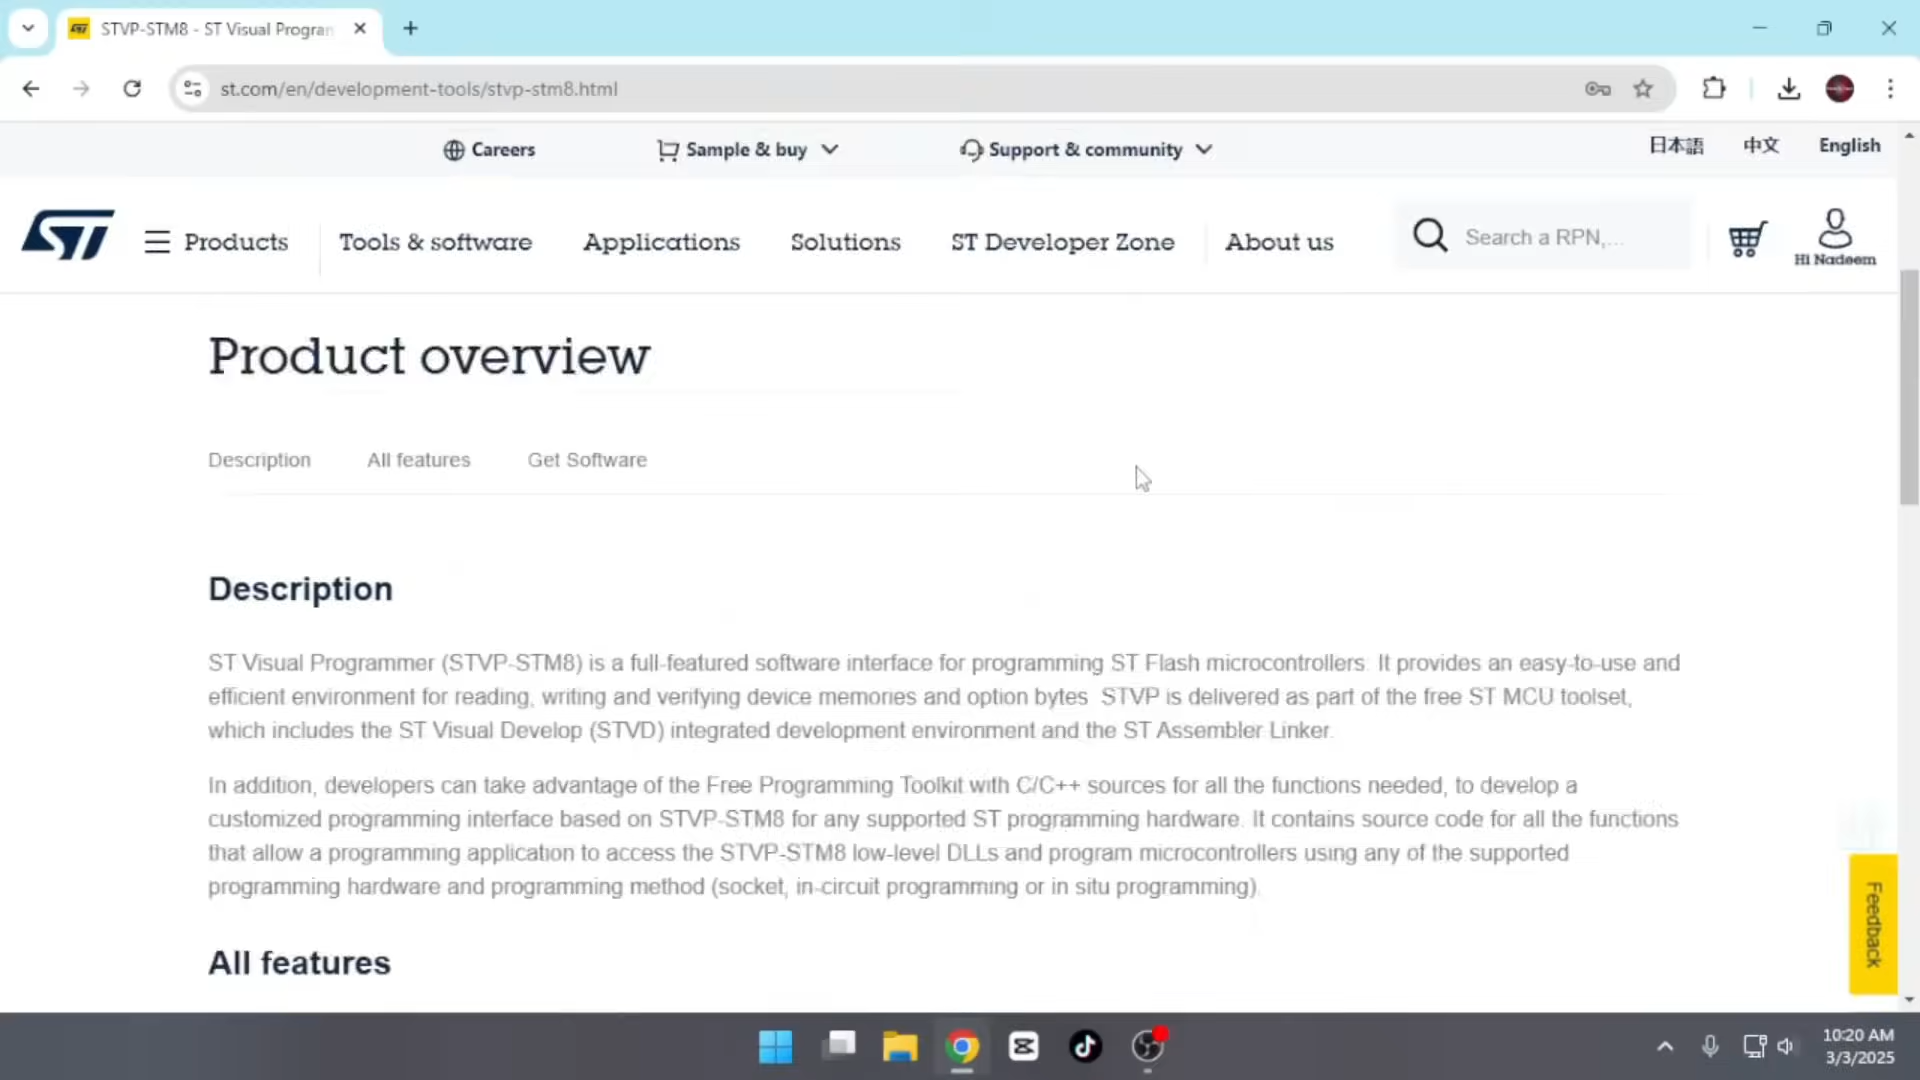 STVP-STM8 - ST Visual Program
st.com/en/development-tools/stvp-stm8.html
Careers
Sample & buy
Support & community
日本語
中文
English
ST
Products
Tools & software
Applications
Solutions
ST Developer Zone
About us
Search a RPN,...
Hi Nadeem
Product overview
Description
All features
Get Software
Description
ST Visual Programmer (STVP-STM8) is a full-featured software interface for programming ST Flash microcontrollers. It provides an easy-to-use and
efficient environment for reading, writing and verifying device memories and option bytes. STVP is delivered as part of the free ST MCU toolset,
which includes the ST Visual Develop (STVD) integrated development environment and the ST Assembler Linker.
In addition, developers can take advantage of the Free Programming Toolkit with C/C++ sources for all the functions needed, to develop a
customized programming interface based on STVP-STM8 for any supported ST programming hardware. It contains source code for all the functions
that allow a programming application to access the STVP-STM8 low-level DLLs and program microcontrollers using any of the supported
programming hardware and programming method (socket, in-circuit programming or in situ programming).
All features
Feedback
10:20 AM
3/3/2025